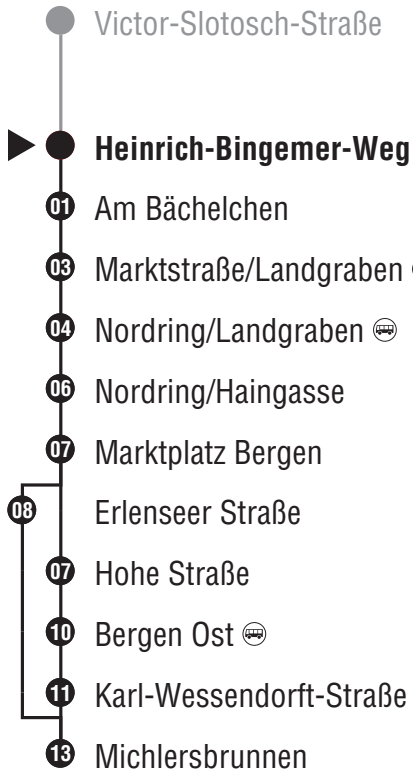 Victor-Slotosch-Straße
Heinrich-Bingemer-Weg
01 Am Bächelchen
03 Marktstraße/Landgraben
04 Nordring/Landgraben
06 Nordring/Haingasse
07 Marktplatz Bergen
08 Erlenseer Straße
07 Hohe Straße
10 Bergen Ost
11 Karl-Wessendorft-Straße
13 Michlersbrunnen